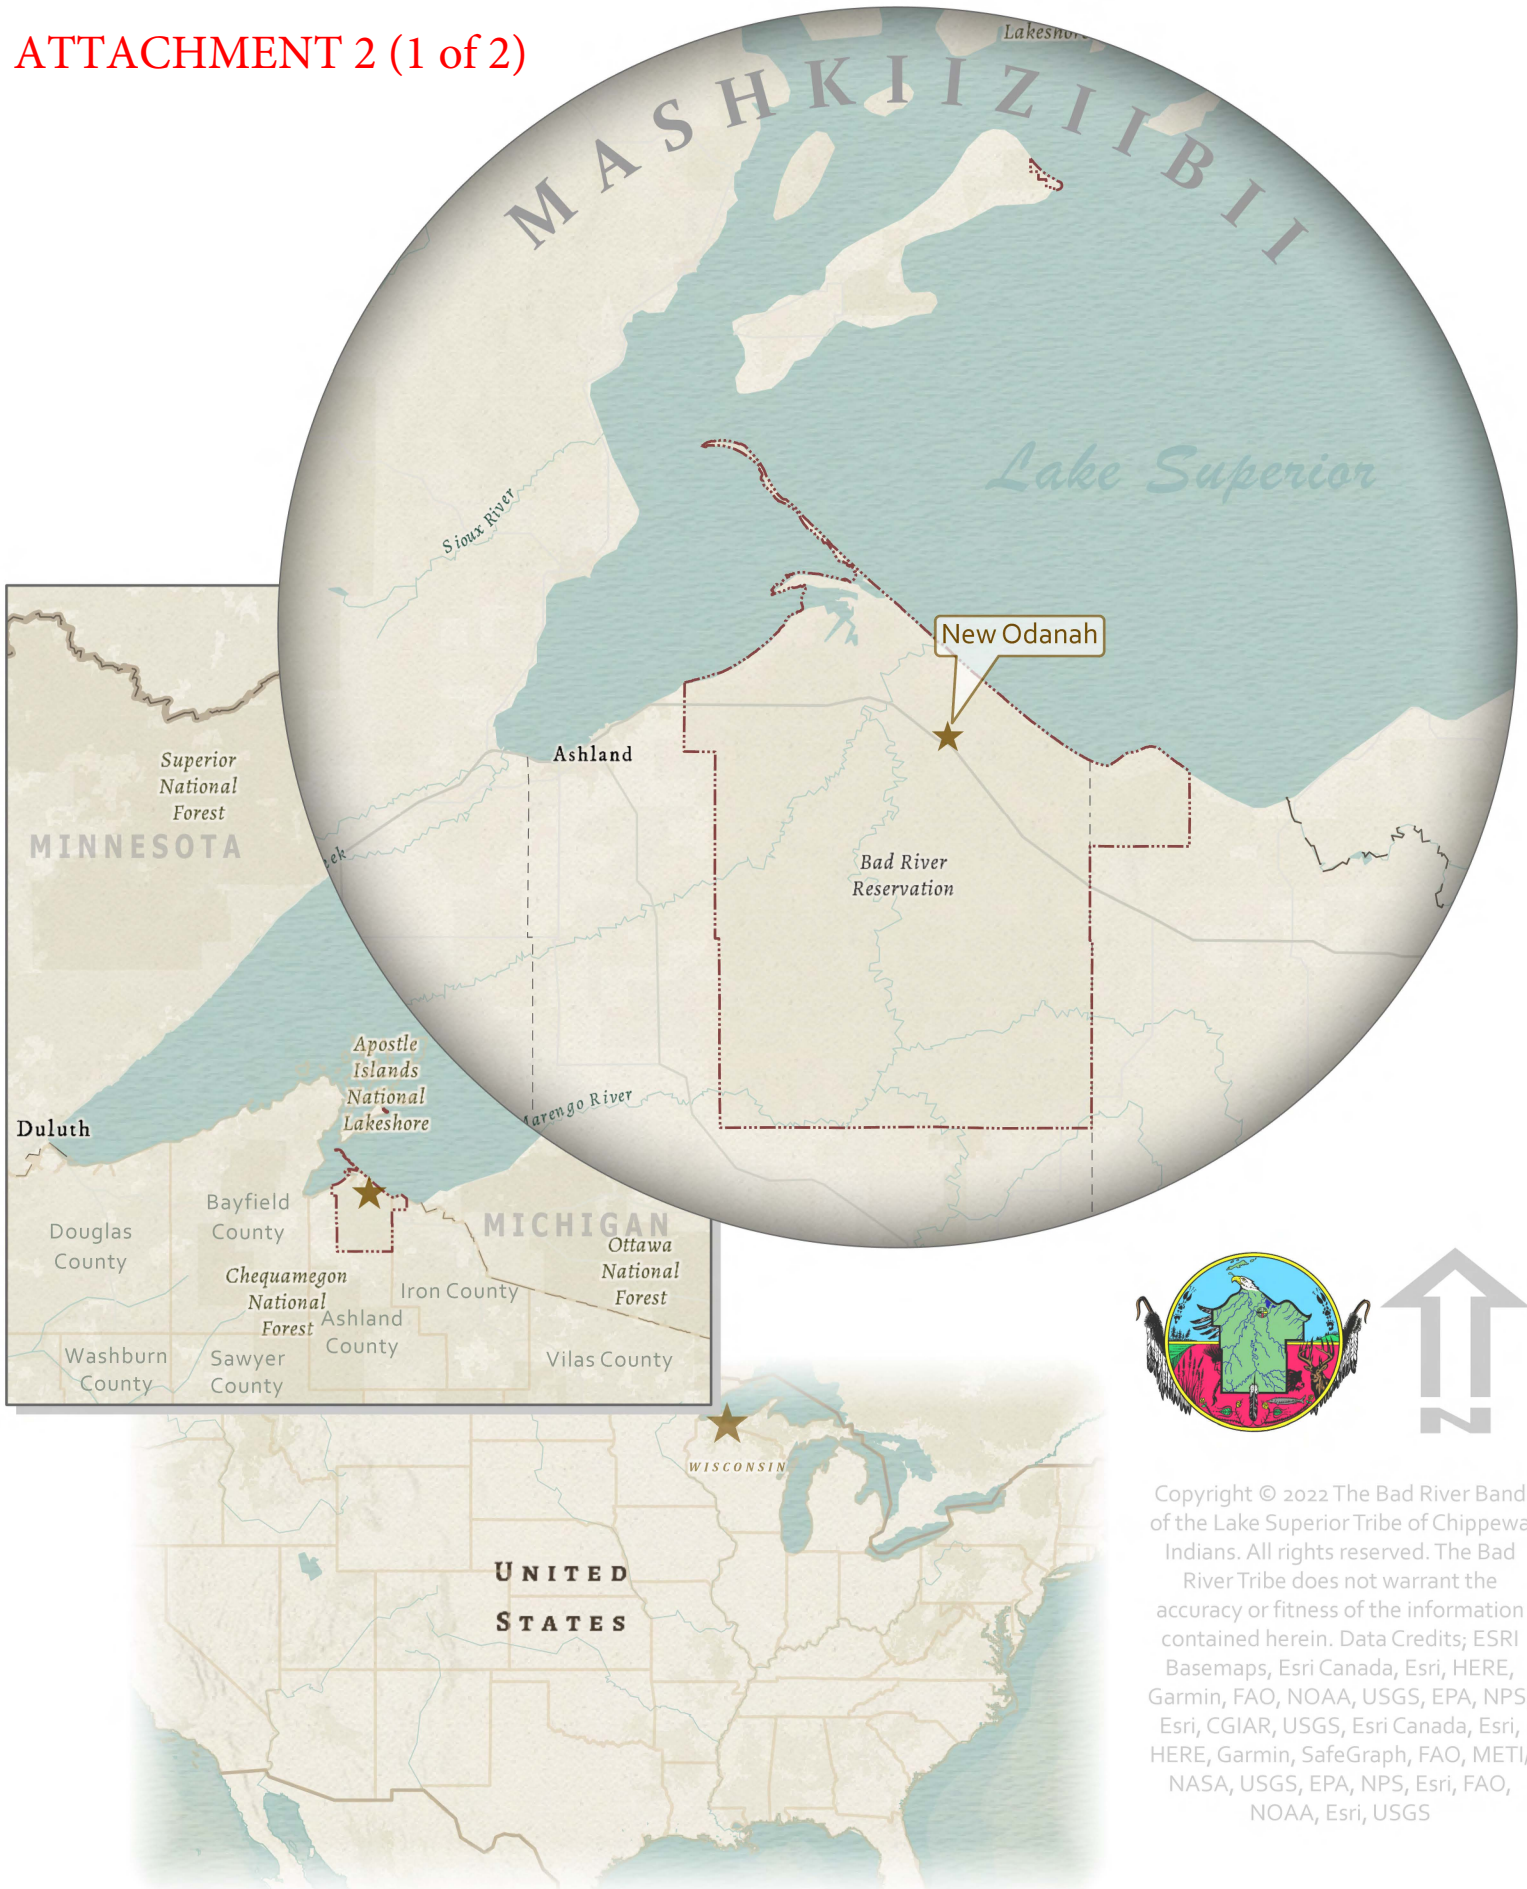 ATTACHMENT 2 (1 of 2)
MASHKIIZIIBII
Lake Superior
Sioux River
New Odanah
Ashland
Bad River
Reservation
Superior
National
Forest
MINNESOTA
Apostle
Islands
National
Lakeshore
Duluth
Bayfield
County
Douglas
County
MICHIGAN
Ottawa
National
Forest
Chequamegon
National
Forest
Iron County
Ashland
County
Washburn
County
Sawyer
County
Vilas County
WISCONSIN
UNITED
STATES
N
Copyright © 2022 The Bad River Band
of the Lake Superior Tribe of Chippewa
Indians. All rights reserved. The Bad
River Tribe does not warrant the
accuracy or fitness of the information
contained herein. Data Credits; ESRI
Basemaps, Esri Canada, Esri, HERE,
Garmin, FAO, NOAA, USGS, EPA, NPS
Esri, CGIAR, USGS, Esri Canada, Esri,
HERE, Garmin, SafeGraph, FAO, METI/
NASA, USGS, EPA, NPS, Esri, FAO,
NOAA, Esri, USGS